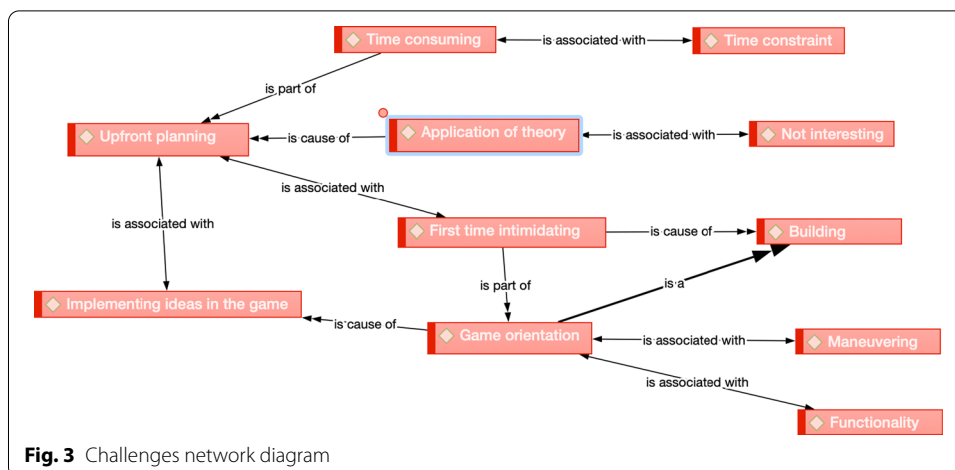 Time consuming
is associated with
Time constraint
is part of
Upfront planning
is cause of
Application of theory
is associated with
Not interesting
is associated with
is associated with
First time intimidating
is cause of
Building
is part of
is a
Implementing ideas in the game
is cause of
Game orientation
is associated with
Maneuvering
is associated with
Functionality
Fig. 3 Challenges network diagram